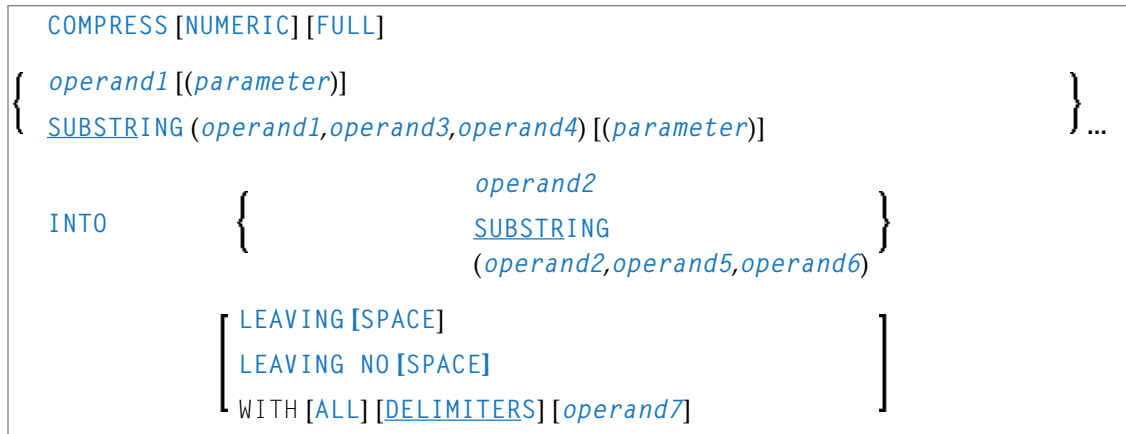 COMPRESS [NUMERIC] [FULL]
operand1 [(parameter)]
SUBSTRING (operand1,operand3,operand4) [(parameter)]
...
operand2
INTO
SUBSTRING
(operand2,operand5,operand6)
LEAVING [SPACE]
LEAVING NO [SPACE]
WITH [ALL] [DELIMITERS] [operand7]